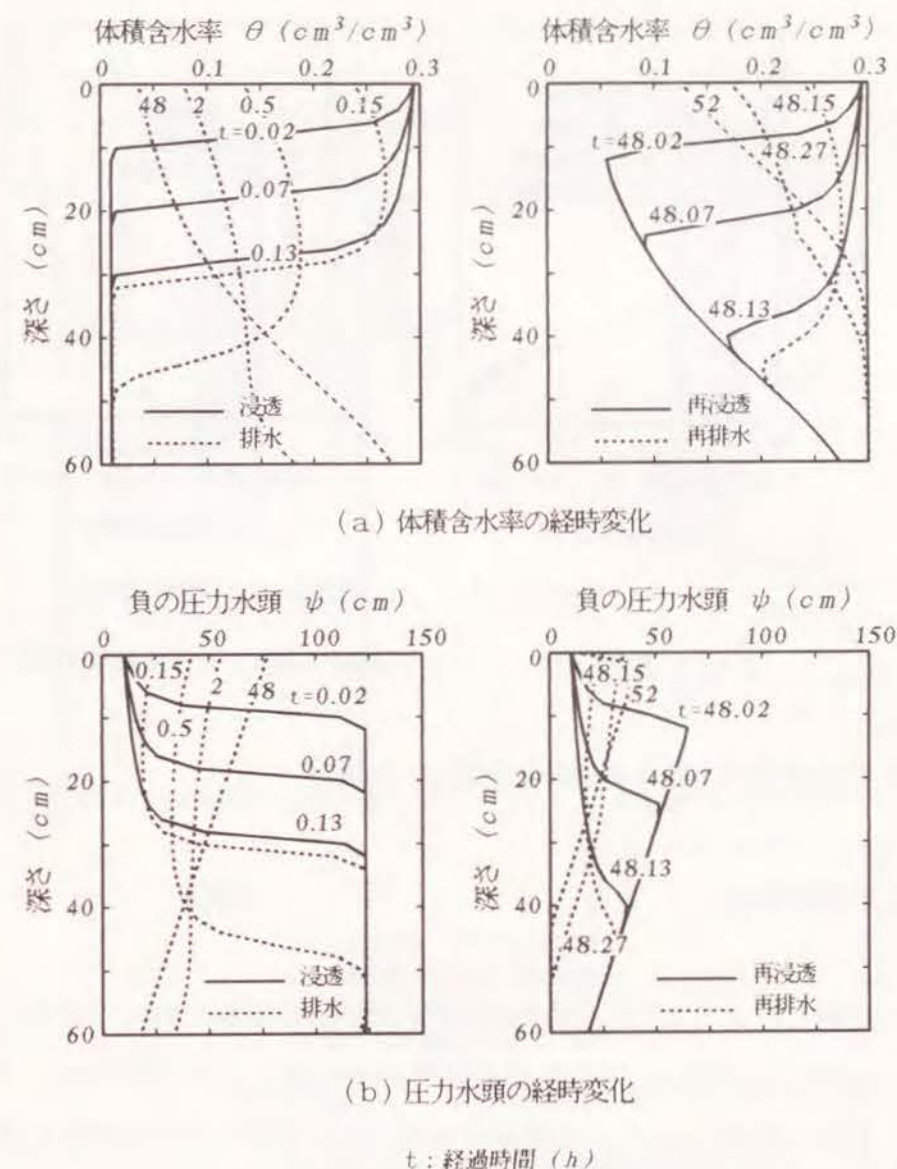 体積含水率 θ (cm³/cm³)
0 0.1 0.2 0.3
48 2 0.5 0.15
t=0.02
0.07
0.13
0
20
40
60
深さ (cm)
浸透
排水
体積含水率 θ (cm³/cm³)
0 0.1 0.2 0.3
52 48.15
t=48.02 48.27
48.07
48.13
0
20
40
60
深さ (cm)
再浸透
再排水
(a) 体積含水率の経時変化
負の圧力水頭 ψ (cm)
0 50 100 150
0.15 2 48 t=0.02
0.5
0.07
0.13
0
20
40
60
深さ (cm)
浸透
排水
負の圧力水頭 ψ (cm)
0 50 100 150
48.15
52 t=48.02
48.07
48.13
48.27
0
20
40
60
深さ (cm)
再浸透
再排水
(b) 圧力水頭の経時変化
t : 経過時間 (h)